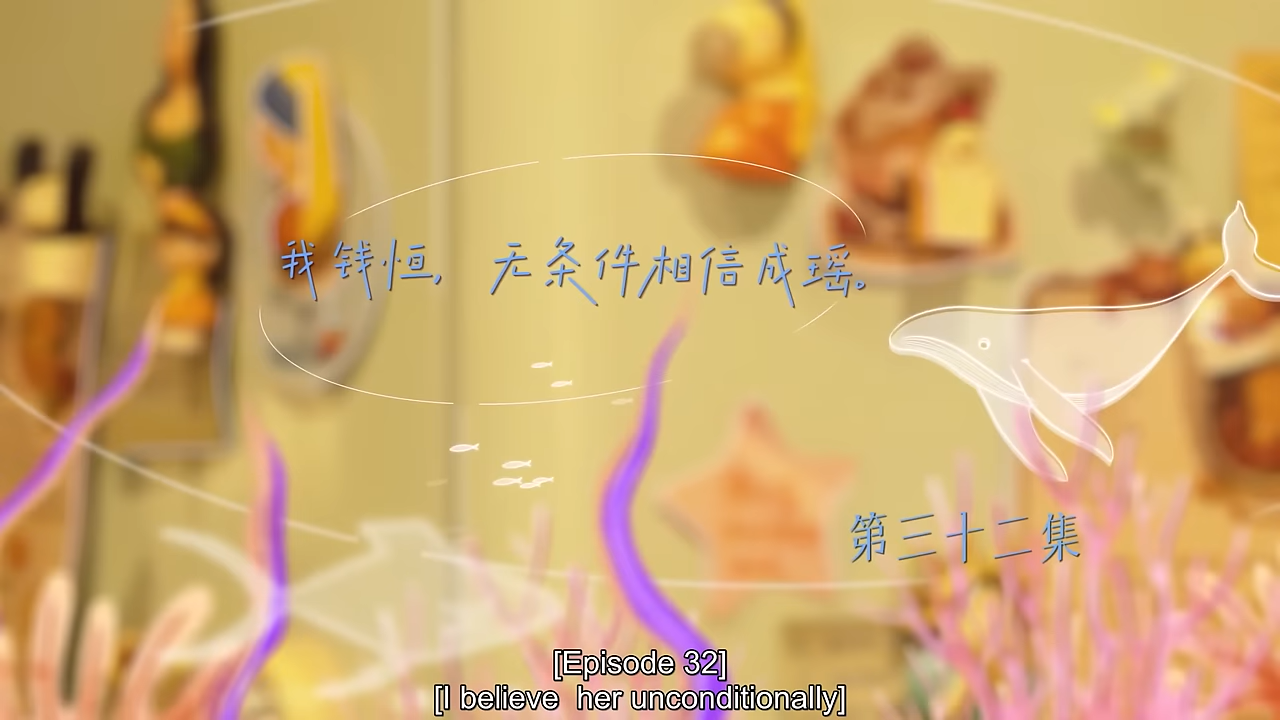 我钱恒，无条件相信成瑶。
第三十二集
[Episode 32]
[I believe  her unconditionally]